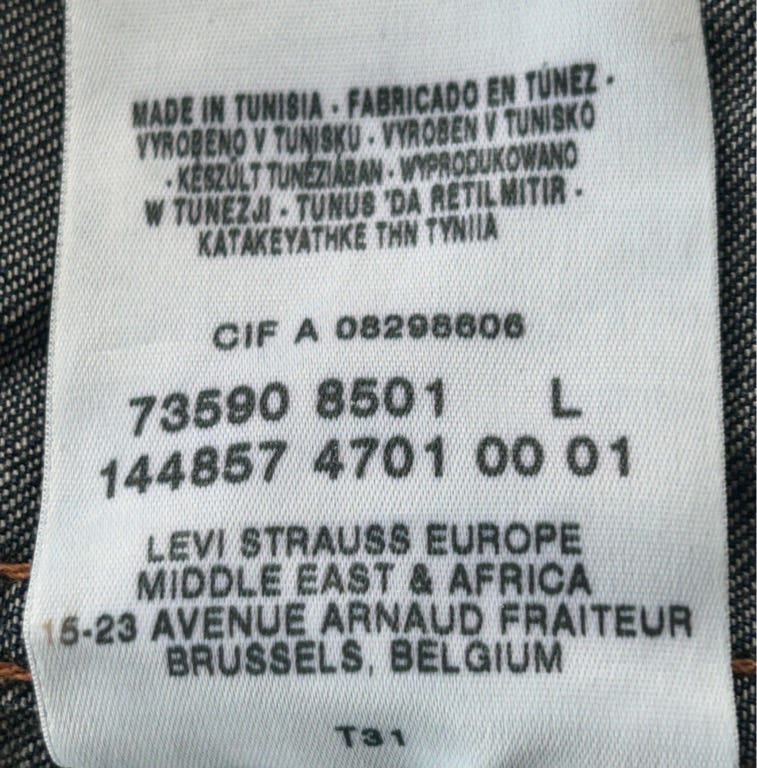 MADE IN TUNISIA · FABRICADO EN TÚNEZ ·
VYROBENO V TUNISKU · VYROBEN V TUNISKO
· KÉSZÜLT TUNÉZIÁBAN · WYPRODUKOWANO
W TUNEZJI · TUNUS 'DA RETILMITIR ·
KATAKEYATHKE THN TYNIIA
CIF A 08298606
73590 8501 L
144857 4701 00 01
LEVI STRAUSS EUROPE
MIDDLE EAST & AFRICA
15-23 AVENUE ARNAUD FRAITEUR
BRUSSELS, BELGIUM
T31